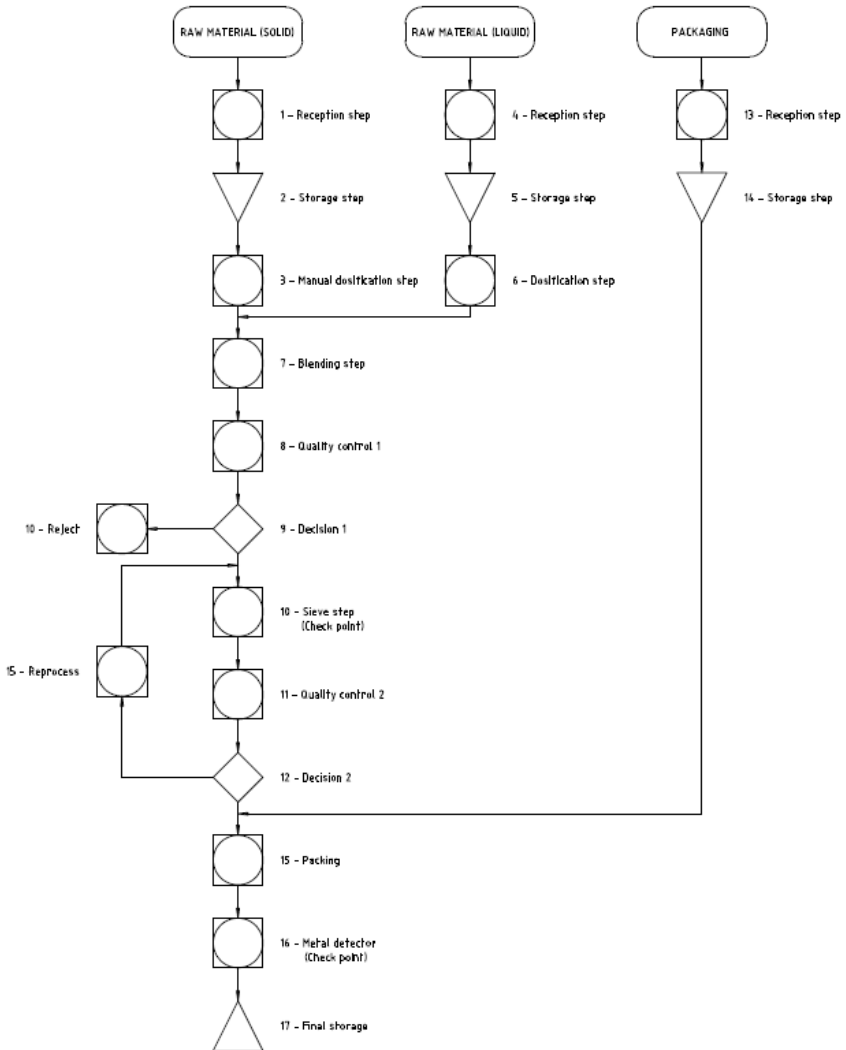 RAW MATERIAL (SOLID)
RAW MATERIAL (LIQUID)
PACKAGING
1 - Reception step
4 - Reception step
13 - Reception step
2 - Storage step
5 - Storage step
14 - Storage step
3 - Manual dosification step
6 - Dosification step
7 - Blending step
8 - Quality control 1
10 - Reject
9 - Decision 1
10 - Sieve step
(Check point)
15 - Reprocess
11 - Quality control 2
12 - Decision 2
15 - Packing
16 - Metal detector
(Check point)
17 - Final storage